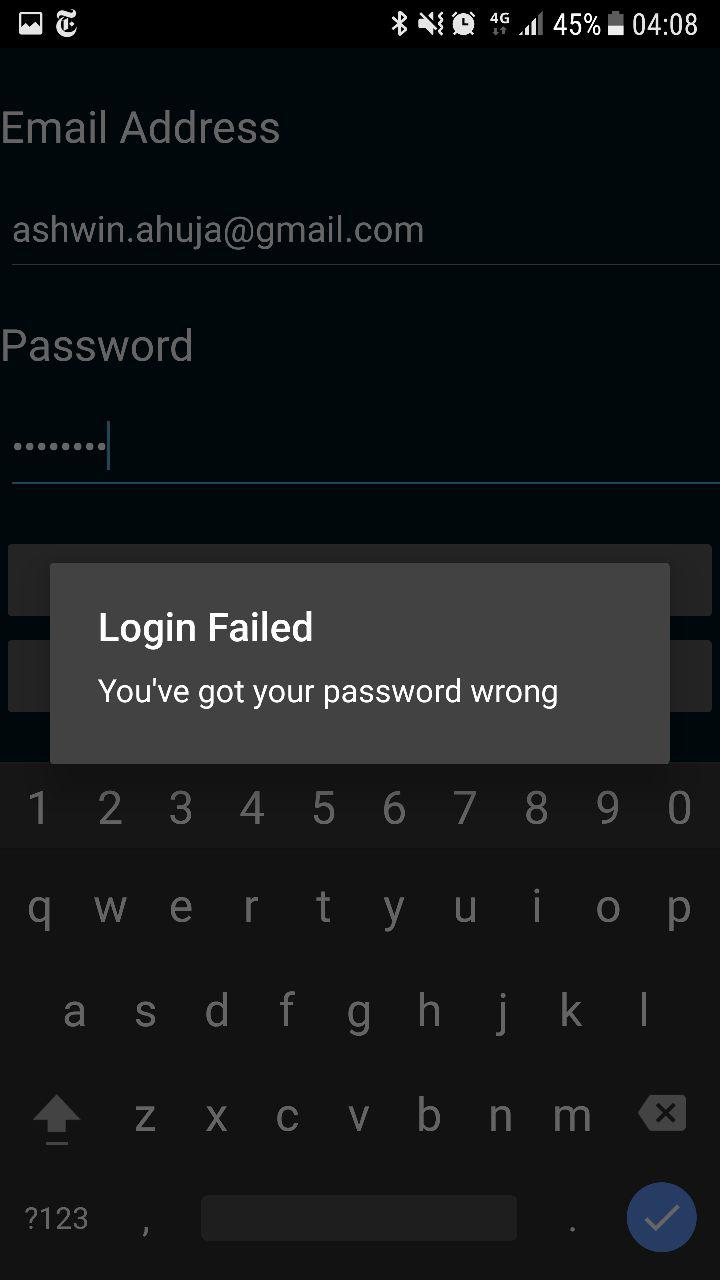 4G 45% 04:08
Email Address
ashwin.ahuja@gmail.com
Password
••••••••
Login Failed
You've got your password wrong
1 2 3 4 5 6 7 8 9 0
q w e r t y u i o p
a s d f g h j k l
z x c v b n m
?123 , .